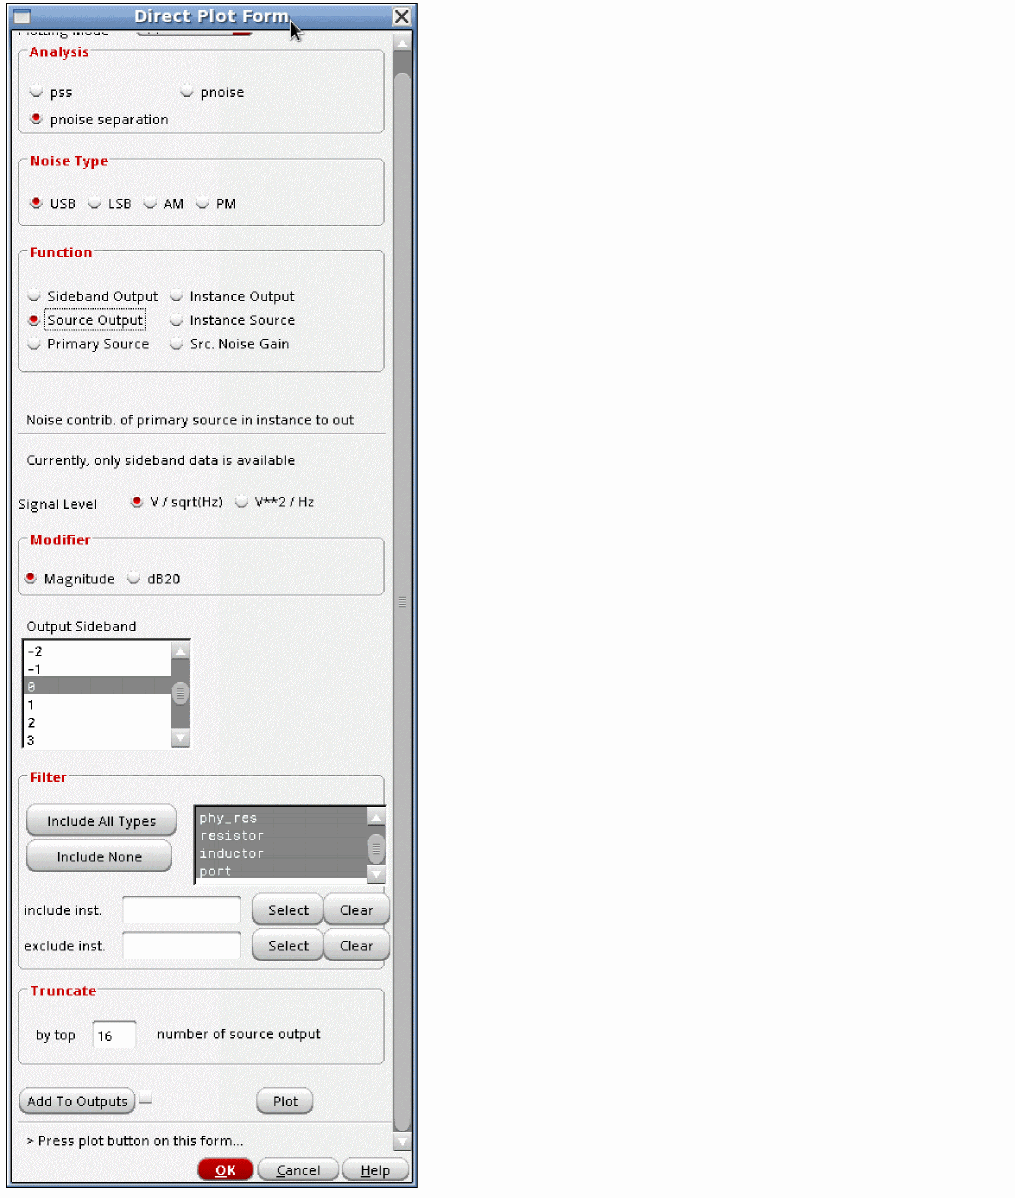 Direct Plot Form
Plotting Mode
Analysis
pss pnoise
pnoise separation
Noise Type
USB LSB AM PM
Function
Sideband Output Instance Output
Source Output Instance Source
Primary Source Src. Noise Gain
Noise contrib. of primary source in instance to out
Currently, only sideband data is available
Signal Level V / sqrt(Hz) V**2 / Hz
Modifier
Magnitude dB20
Output Sideband
-2
-1
0
1
2
3
Filter
Include All Types
Include None
phy_res
resistor
inductor
port
include inst. Select Clear
exclude inst. Select Clear
Truncate
by top 16 number of source output
Add To Outputs Plot
> Press plot button on this form...
OK Cancel Help